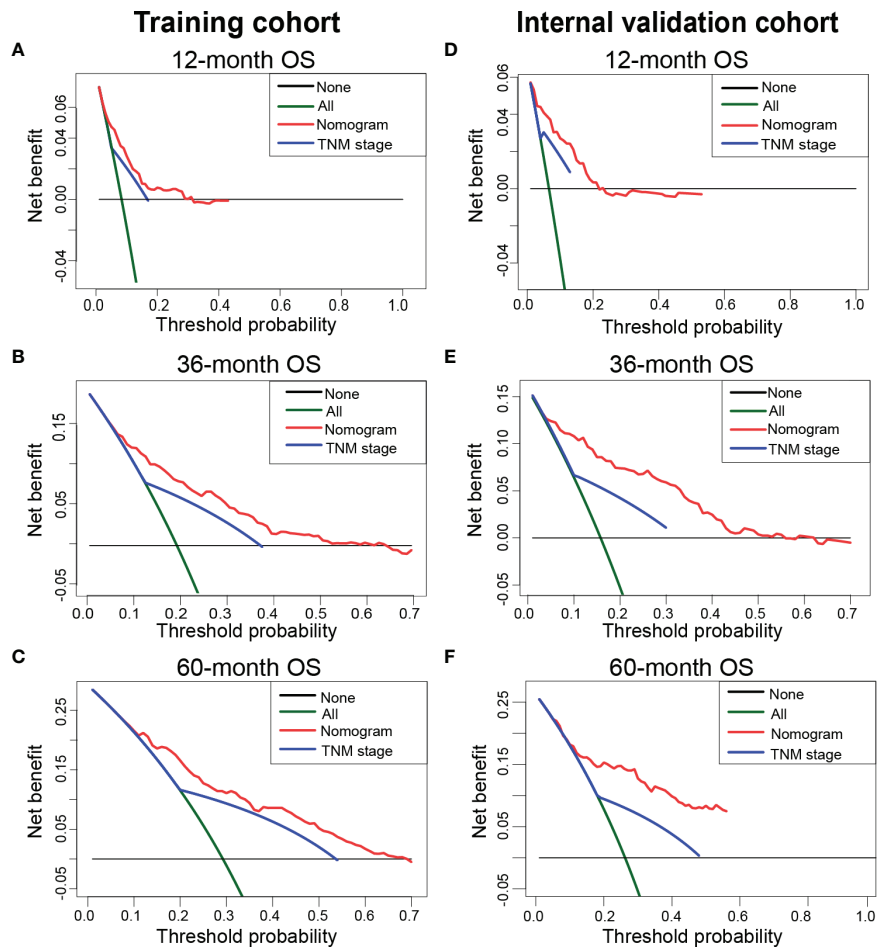 Training cohort
Internal validation cohort
A
12-month OS
None
All
Nomogram
TNM stage
Net benefit
0.06
0.04
0.00
-0.04
0.0 0.2 0.4 0.6 0.8 1.0
Threshold probability
D
12-month OS
None
All
Nomogram
TNM stage
Net benefit
0.06
0.04
0.00
-0.04
0.0 0.2 0.4 0.6 0.8 1.0
Threshold probability
B
36-month OS
None
All
Nomogram
TNM stage
Net benefit
0.15
0.05
-0.05
0.0 0.1 0.2 0.3 0.4 0.5 0.6 0.7
Threshold probability
E
36-month OS
None
All
Nomogram
TNM stage
Net benefit
0.15
0.10
0.05
0.00
-0.05
0.0 0.1 0.2 0.3 0.4 0.5 0.6 0.7
Threshold probability
C
60-month OS
None
All
Nomogram
TNM stage
Net benefit
0.25
0.15
0.05
-0.05
0.0 0.1 0.2 0.3 0.4 0.5 0.6 0.7
Threshold probability
F
60-month OS
None
All
Nomogram
TNM stage
Net benefit
0.25
0.15
0.05
-0.05
0.0 0.2 0.4 0.6 0.8 1.0
Threshold probability